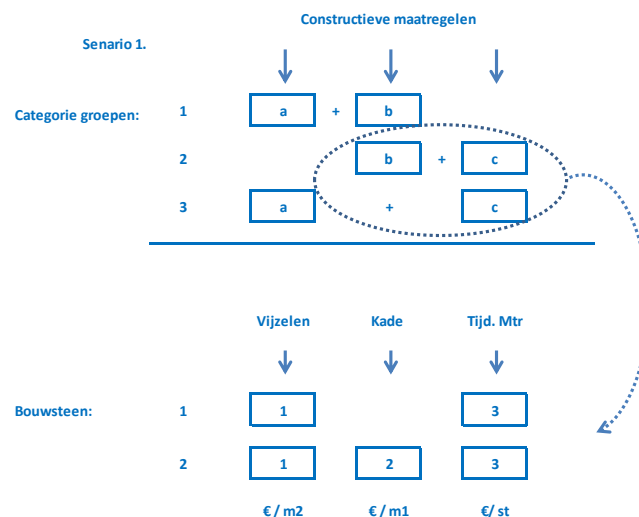 Constructieve maatregelen
Senario 1.
Categorie groepen: 1 a + b
2 b + c
3 a + c
Vijzelen Kade Tijd. Mtr
Bouwsteen: 1 1 3
2 1 2 3
€ / m2 € / m1 €/ st